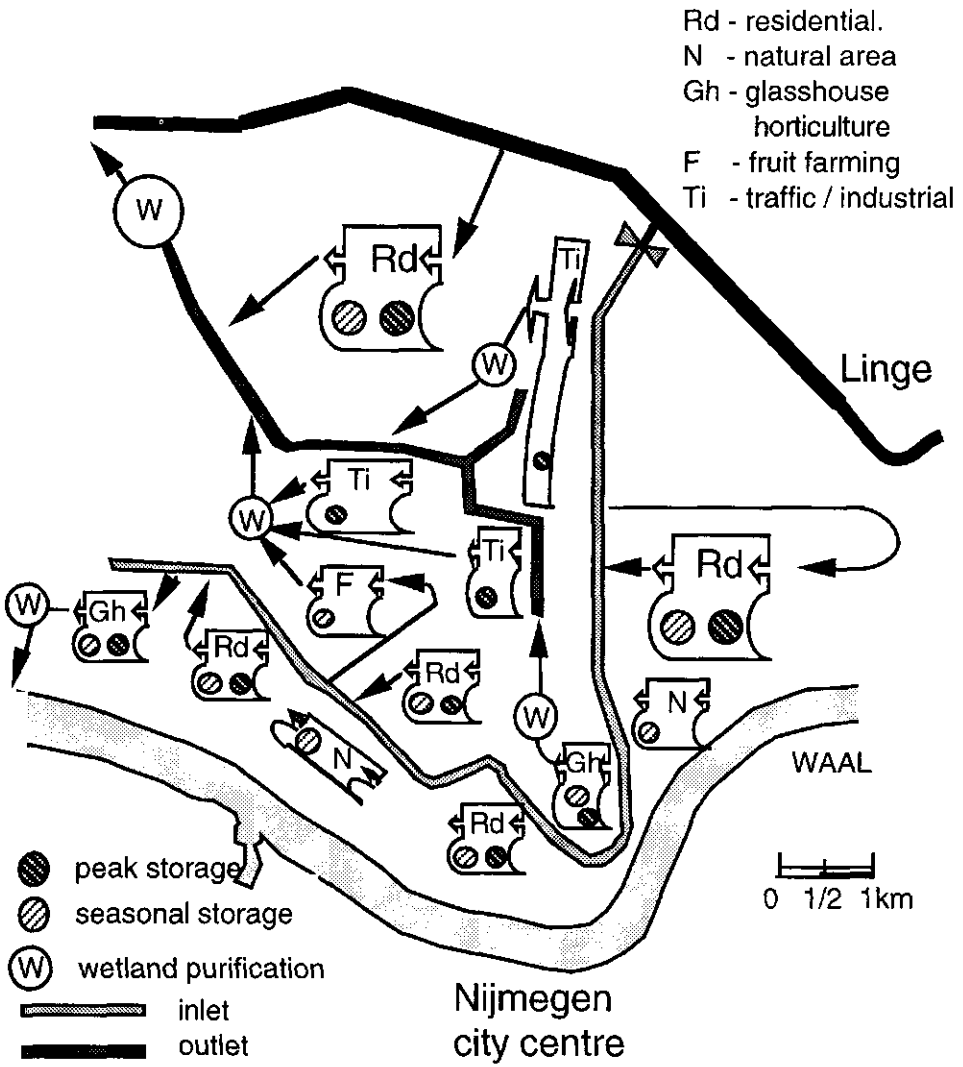 Rd - residential.
N - natural area
Gh - glasshouse
horticulture
F - fruit farming
Ti - traffic / industrial
W
Rd
Ti
W
Linge
Ti
W
Ti
Rd
F
W
Gh
Rd
Rd
N
W
N
Gh
WAAL
Rd
peak storage
seasonal storage
0 1/2 1km
W wetland purification
inlet
outlet
Nijmegen
city centre